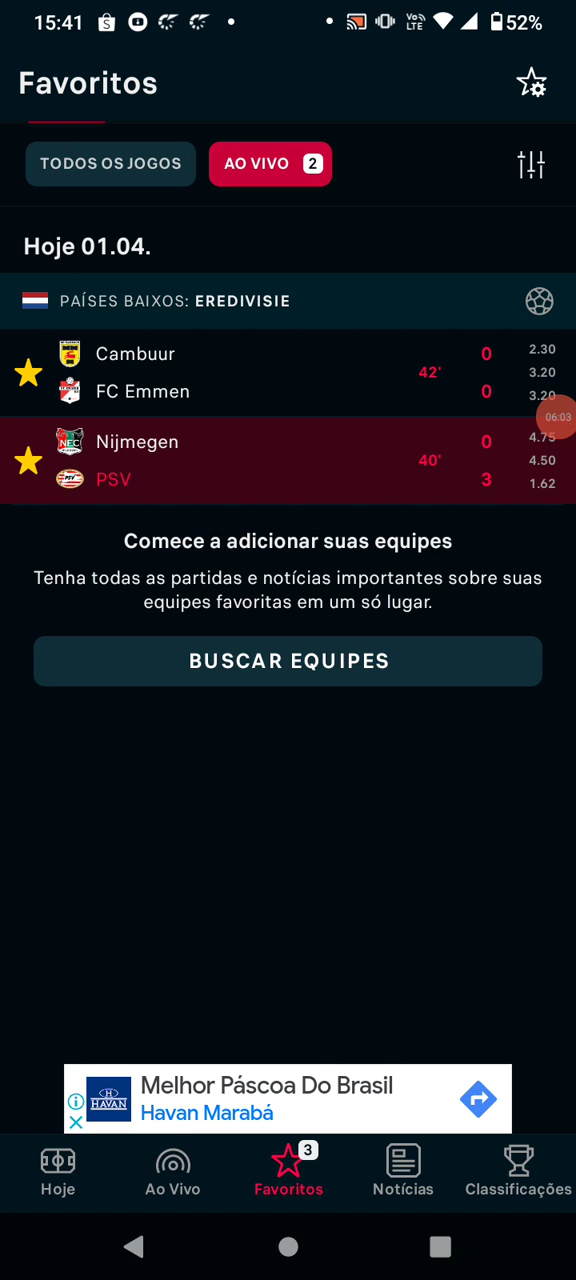 15:41 VoD LTE 52%
Favoritos
TODOS OS JOGOS AO VIVO 2
Hoje 01.04.
PAÍSES BAIXOS: EREDIVISIE
Cambuur 0 2.30
42' 3.20
FC Emmen 0 3.20
06:03
Nijmegen 0 4.75
40' 4.50
PSV 3 1.62
Comece a adicionar suas equipes
Tenha todas as partidas e notícias importantes sobre suas
equipes favoritas em um só lugar.
BUSCAR EQUIPES
Melhor Páscoa Do Brasil
HAVAN Havan Marabá
3
Hoje Ao Vivo Favoritos Notícias Classificações